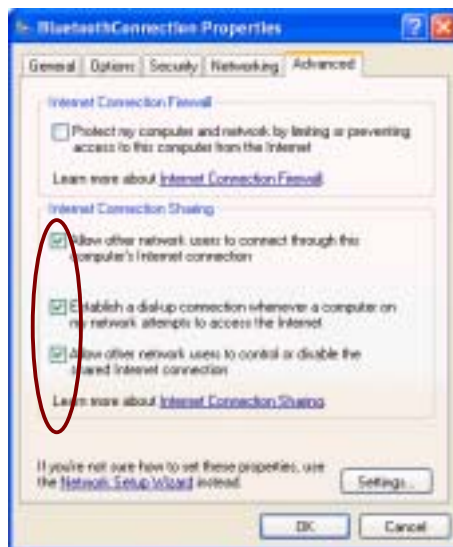 BluetoothConnection Properties
General Options Security Networking Advanced
Internet Connection Firewall
Protect my computer and network by limiting or preventing
access to this computer from the Internet
Learn more about Internet Connection Firewall.
Internet Connection Sharing
Allow other network users to connect through this
computer's Internet connection
Establish a dial-up connection whenever a computer on
my network attempts to access the Internet
Allow other network users to control or disable the
shared Internet connection
Learn more about Internet Connection Sharing.
If you're not sure how to set these properties, use
the Network Setup Wizard instead.
Settings...
OK Cancel